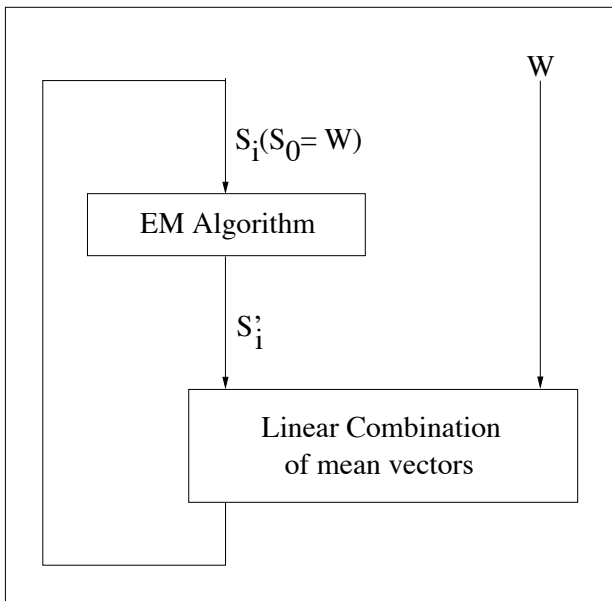 W
S_i(S_0= W)
EM Algorithm
S'_i
Linear Combination
of mean vectors